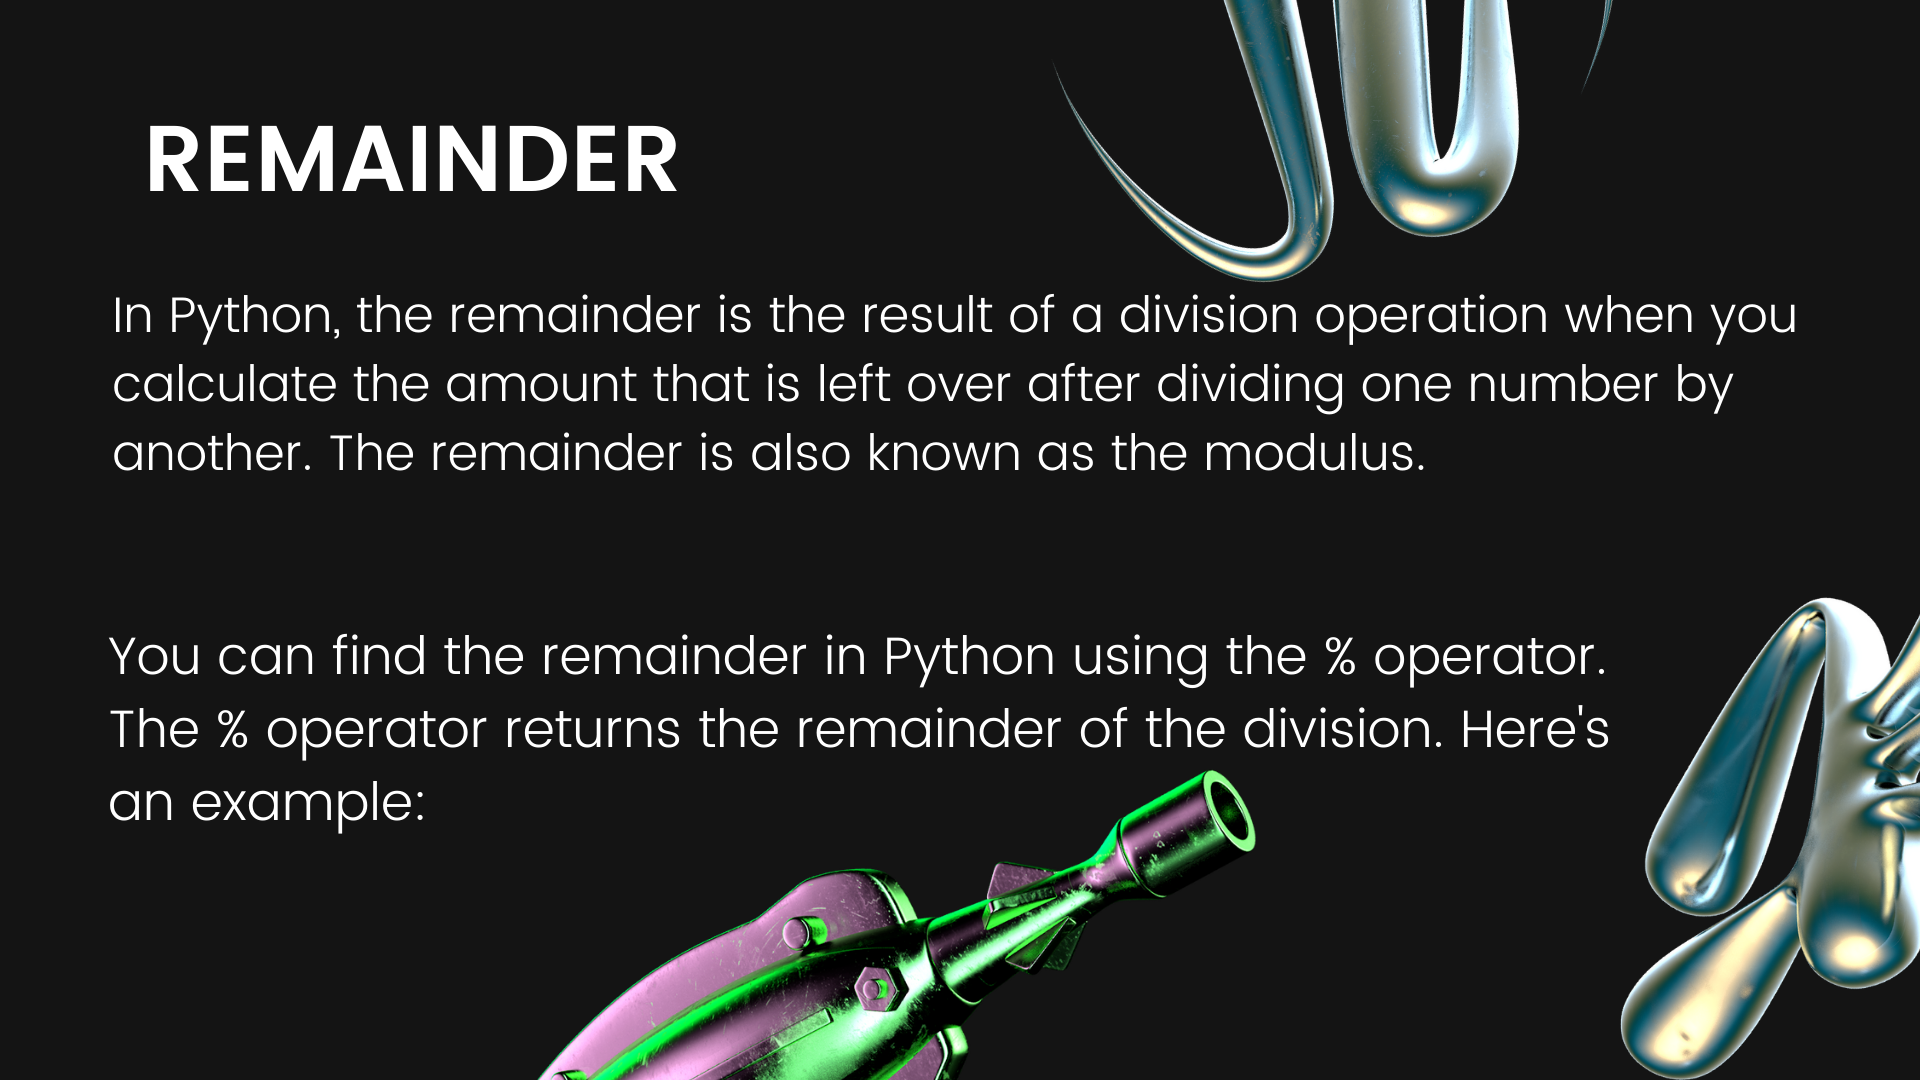 REMAINDER
In Python, the remainder is the result of a division operation when you
calculate the amount that is left over after dividing one number by
another. The remainder is also known as the modulus.
You can find the remainder in Python using the % operator.
The % operator returns the remainder of the division. Here's
an example: